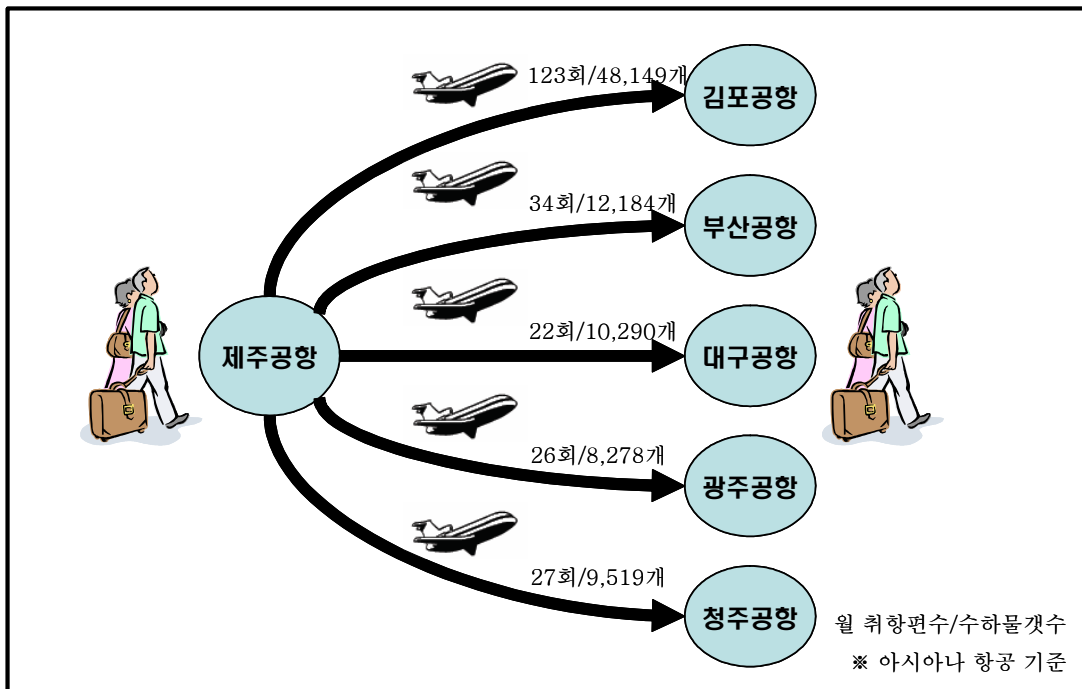 123회/48,149개
김포공항
34회/12,184개
부산공항
제주공항
22회/10,290개
대구공항
26회/8,278개
광주공항
27회/9,519개
청주공항
월 취항편수/수하물갯수
※ 아시아나 항공 기준